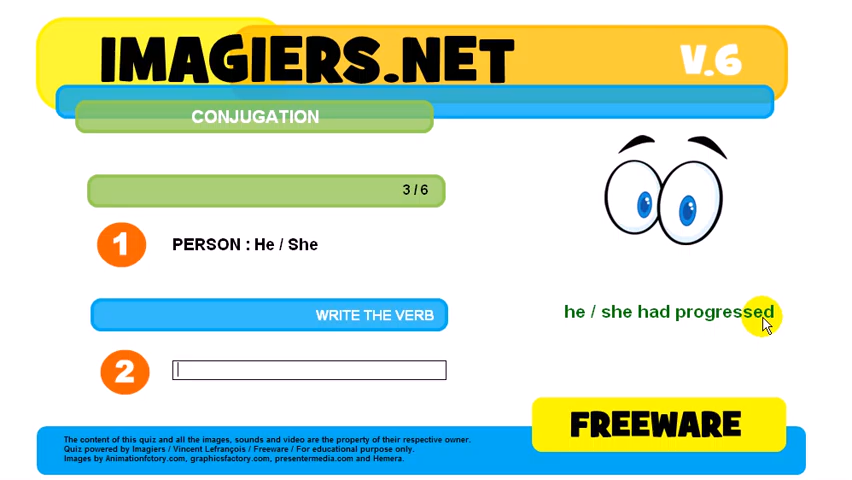 IMAGIERS.NET
V.6
CONJUGATION
3 / 6
1
PERSON : He / She
WRITE THE VERB
he / she had progressed
2
FREEWARE
The content of this quiz and all the images, sounds and video are the property of their respective owner.
Quiz powered by Imagiers / Vincent Lefrançois / Freeware / For educational purpose only.
Images by Animationfctory.com, graphicsfactory.com, presentermedia.com and Hemera.